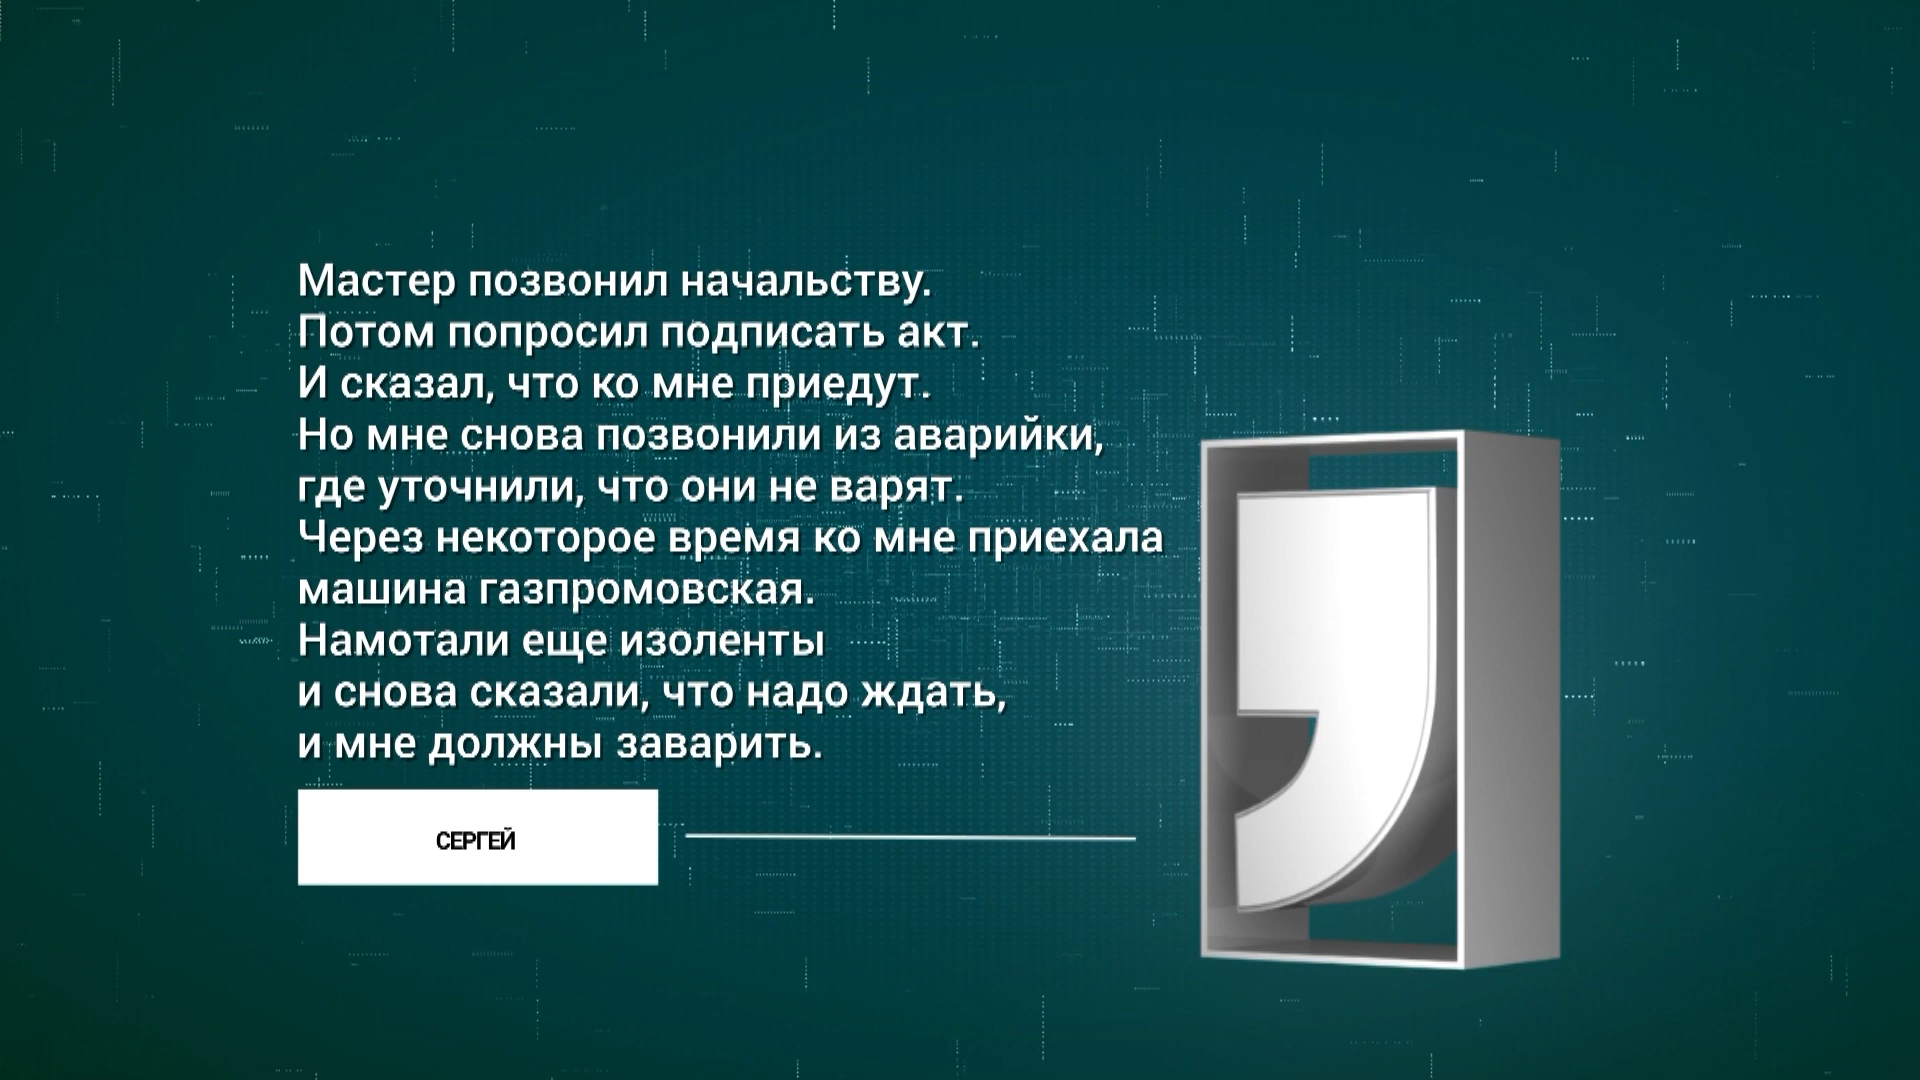 Мастер позвонил начальству.
Потом попросил подписать акт.
И сказал, что ко мне приедут.
Но мне снова позвонили из аварийки,
где уточнили, что они не варят.
Через некоторое время ко мне приехала
машина газпромовская.
Намотали еще изоленты
и снова сказали, что надо ждать,
и мне должны заварить.
СЕРГЕЙ